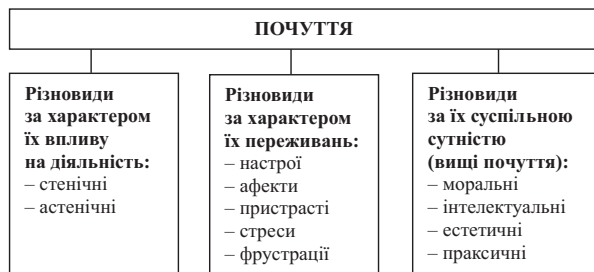 ПОЧУТТЯ
Різновиди
за характером
їх впливу
на діяльність:
– стенічні
– астенічні
Різновиди
за характером
їх переживань:
– настрої
– афекти
– пристрасті
– стреси
– фрустрації
Різновиди
за їх суспільною
сутністю
(вищі почуття):
– моральні
– інтелектуальні
– естетичні
– праксичні